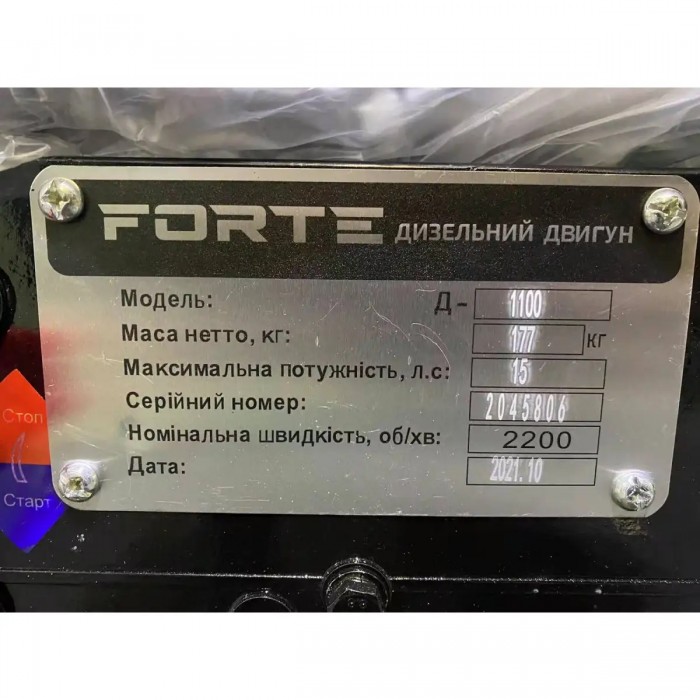 FORTE ДИЗЕЛЬНИЙ ДВИГУН
Модель: Д- 1100
Маса нетто, кг: 177 кг
Максимальна потужність, л.с: 15
Серійний номер: 2045806
Номінальна швидкість, об/хв: 2200
Дата: 2021.10
Стоп
Старт